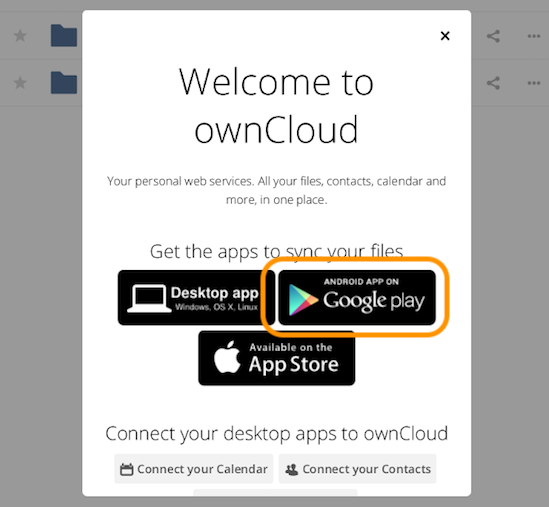 Welcome to
ownCloud
Your personal web services. All your files, contacts, calendar and
more, in one place.
Get the apps to sync your files
Desktop app
Windows, OS X, Linux
ANDROID APP ON
Google play
Available on the
App Store
Connect your desktop apps to ownCloud
Connect your Calendar
Connect your Contacts